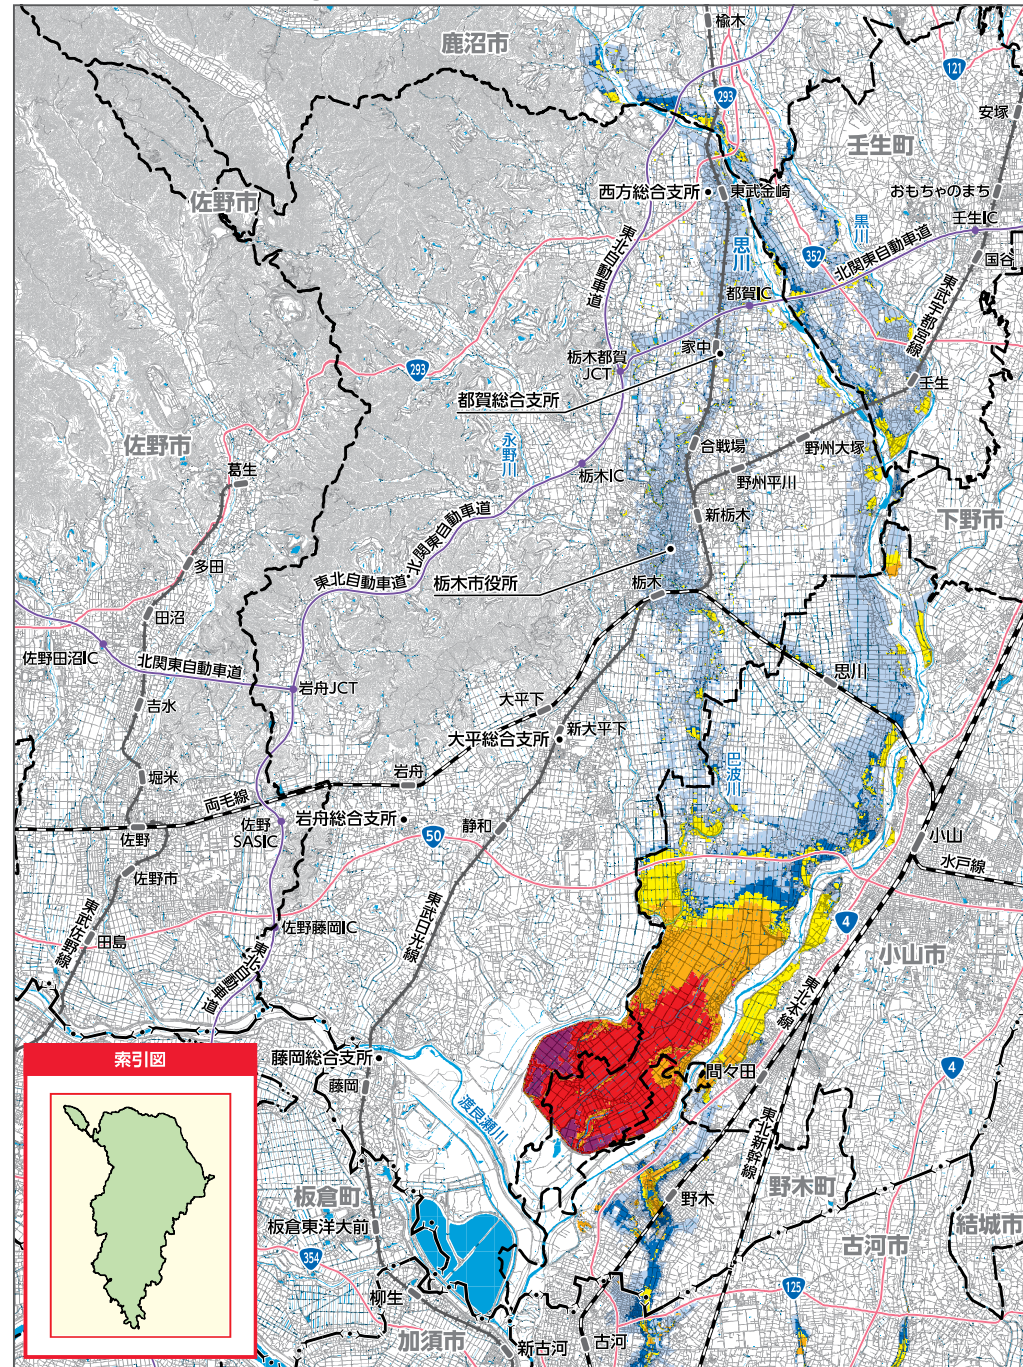 楡木
鹿沼市
121
293
安塚
壬生町
西方総合支所
東武金崎
おもちゃのまち
佐野市
壬生IC
黒川
思川
東北自動車道
352
北関東自動車道
国谷
都賀IC
東武宇都宮線
家中
栃木都賀
JCT
293
壬生
都賀総合支所
永野川
合戦場
野州大塚
佐野市
葛生
栃木IC
野州平川
新栃木
下野市
北関東自動車道
多田
東北自動車道
栃木市役所
栃木
田沼
佐野田沼IC
北関東自動車道
岩舟JCT
思川
吉水
大平下
新大平下
大平総合支所
巴波川
堀米
岩舟
両毛線
佐野
佐野
SASIC
岩舟総合支所
50
静和
小山
水戸線
佐野市
東武佐野線
田島
東武日光線
佐野藤岡IC
4
小山市
東北自動車道
東北本線
索引図
藤岡総合支所
藤岡
渡良瀬川
間々田
4
東北新幹線
板倉町
野木
野木町
板倉東洋大前
結城市
古河市
354
柳生
125
加須市
新古河
古河